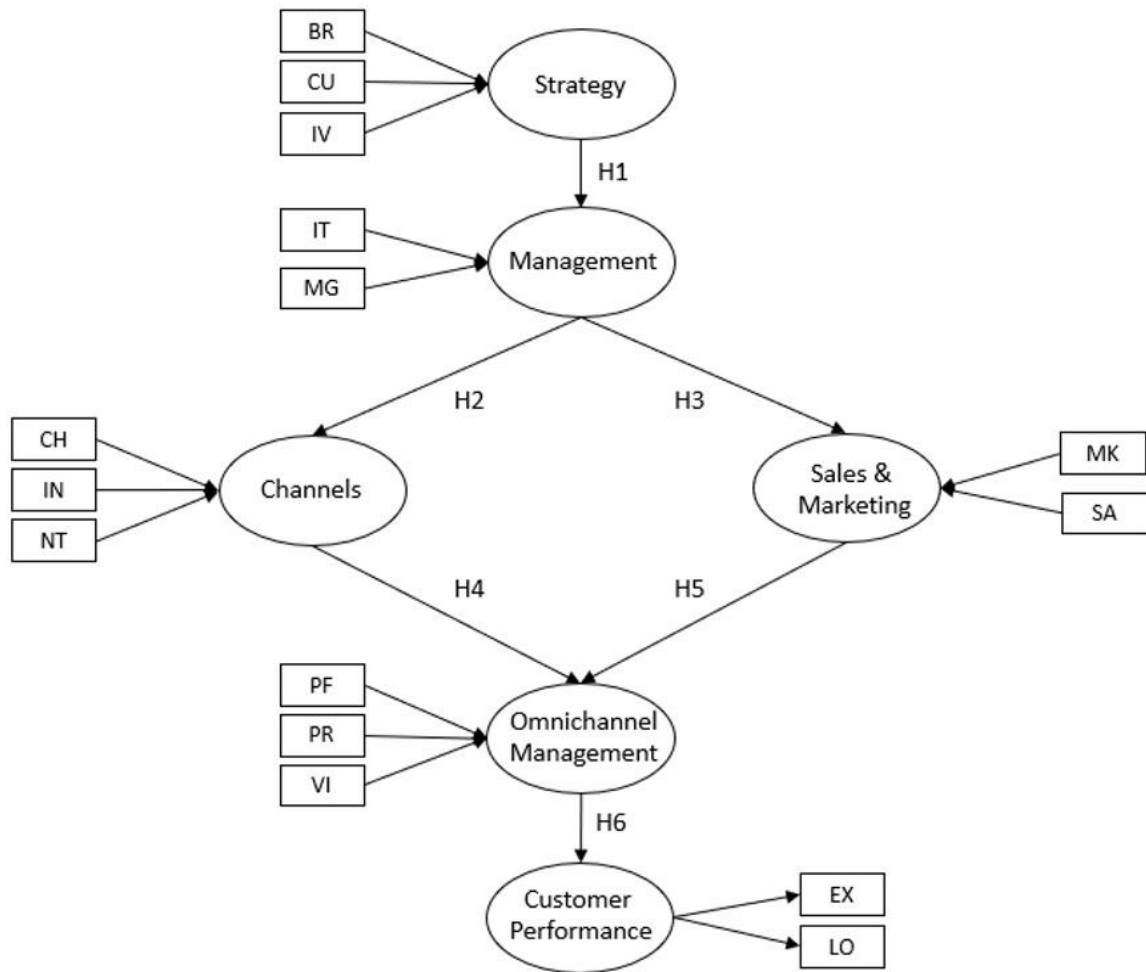 BR
CU
IV
Strategy
H1
IT
MG
Management
H2
H3
CH
IN
NT
Channels
Sales &
Marketing
MK
SA
H4
H5
PF
PR
VI
Omnichannel
Management
H6
Customer
Performance
EX
LO